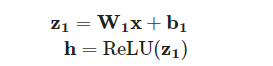 z₁ = W₁x + b₁
h = ReLU(z₁)